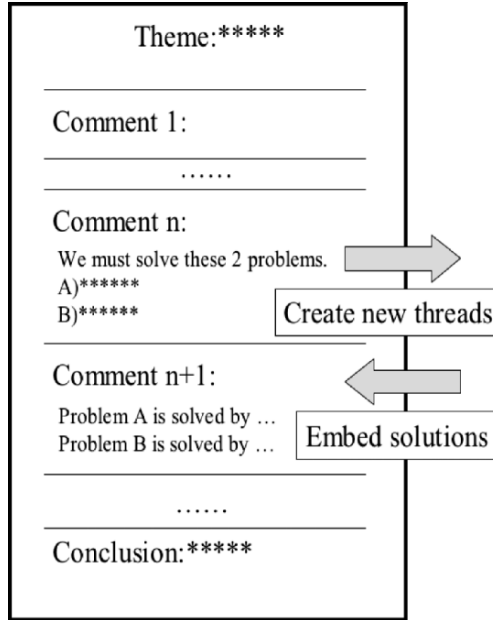 Theme:*****
Comment 1:
......
Comment n:
We must solve these 2 problems.
A)******
B)******
Create new threads
Comment n+1:
Problem A is solved by …
Problem B is solved by …
Embed solutions
......
Conclusion:*****